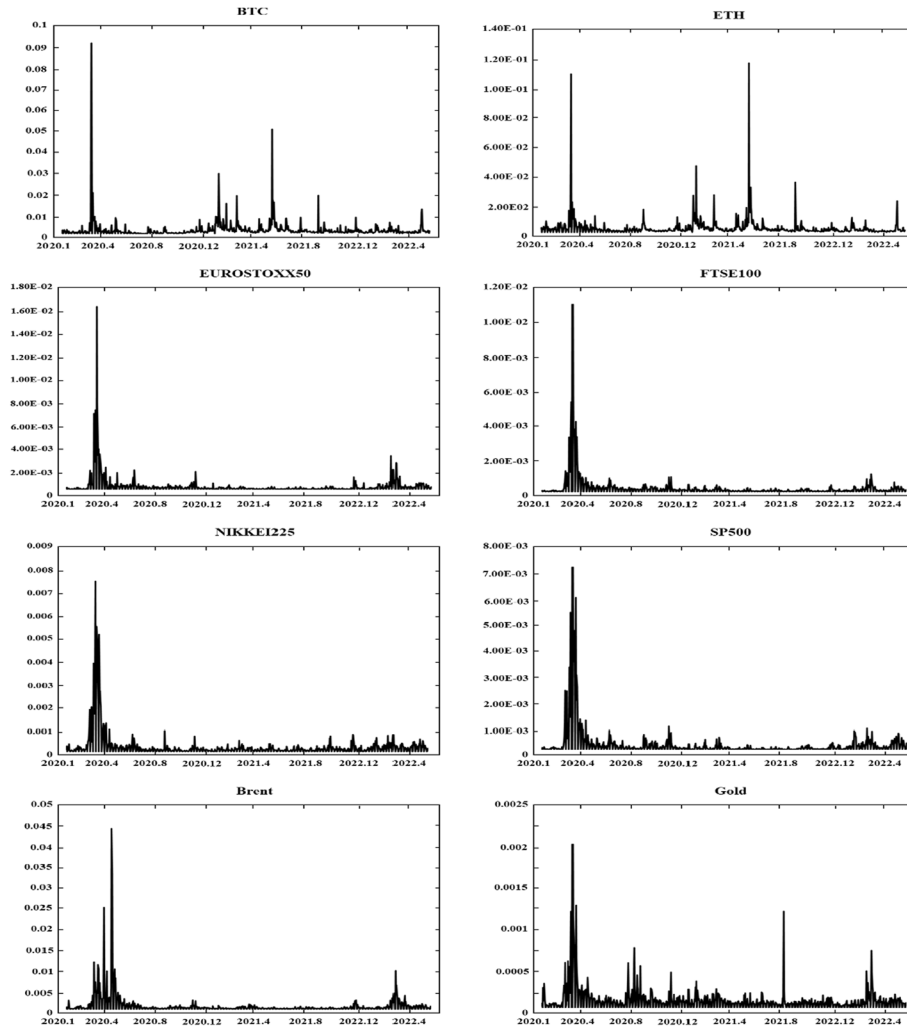 BTC
0.1
0.09
0.08
0.07
0.06
0.05
0.04
0.03
0.02
0.01
0
2020.1 2020.4 2020.8 2020.12 2021.4 2021.8 2022.12 2022.4
ETH
1.40E-01
1.20E-01
1.00E-01
8.00E-02
6.00E-02
4.00E-02
2.00E-02
0
2020.1 2020.4 2020.8 2020.12 2021.4 2021.8 2022.12 2022.4
EUROSTOXX50
1.80E-02
1.60E-02
1.40E-02
1.20E-02
1.00E-02
8.00E-03
6.00E-03
4.00E-03
2.00E-03
0
2020.1 2020.4 2020.8 2020.12 2021.4 2021.8 2022.12 2022.4
FTSE100
1.20E-02
1.00E-02
8.00E-03
6.00E-03
4.00E-03
2.00E-03
0
2020.1 2020.4 2020.8 2020.12 2021.4 2021.8 2022.12 2022.4
NIKKEI225
0.009
0.008
0.007
0.006
0.005
0.004
0.003
0.002
0.001
0
2020.1 2020.4 2020.8 2020.12 2021.4 2021.8 2022.12 2022.4
SP500
8.00E-03
7.00E-03
6.00E-03
5.00E-03
4.00E-03
3.00E-03
2.00E-03
1.00E-03
0
2020.1 2020.4 2020.8 2020.12 2021.4 2021.8 2022.12 2022.4
Brent
0.05
0.045
0.04
0.035
0.03
0.025
0.02
0.015
0.01
0.005
0
2020.1 2020.4 2020.8 2020.12 2021.4 2021.8 2022.12 2022.4
Gold
0.0025
0.002
0.0015
0.001
0.0005
0
2020.1 2020.4 2020.8 2020.12 2021.4 2021.8 2022.12 2022.4